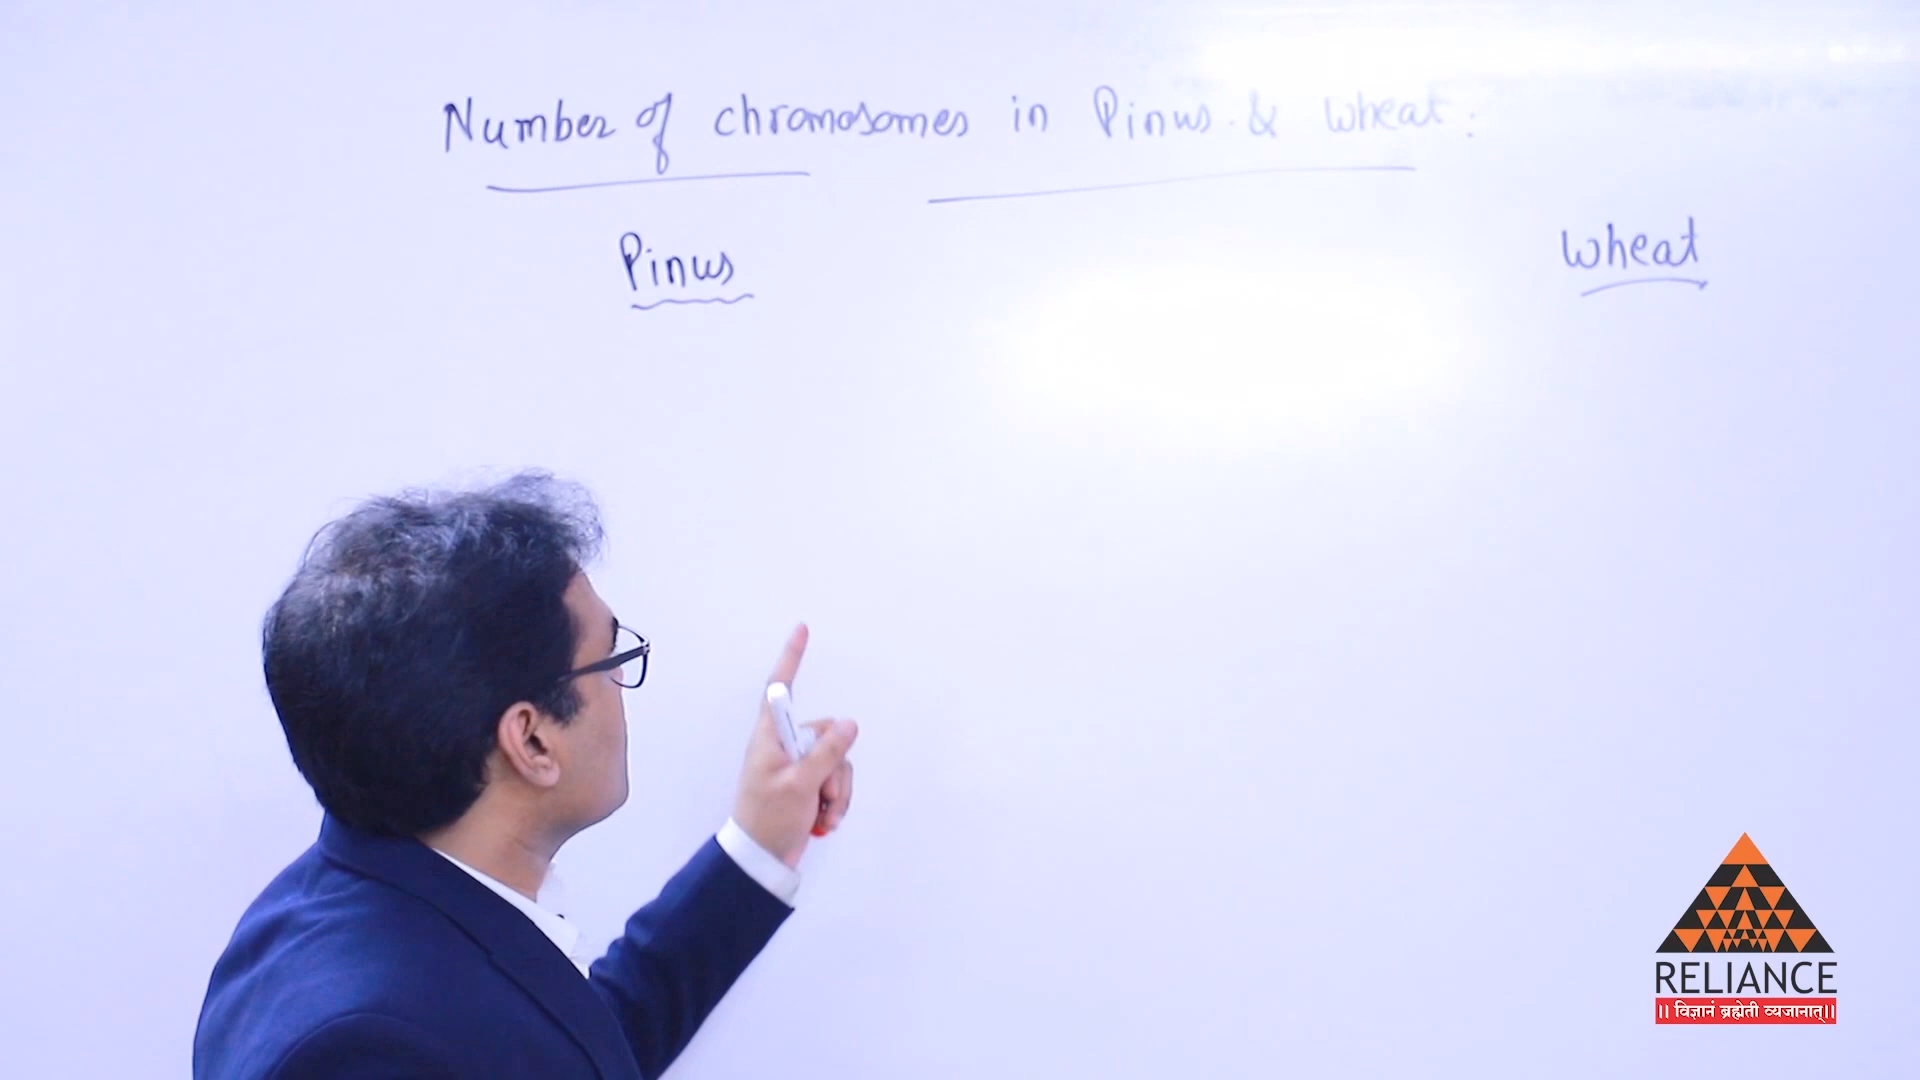 Number of chromosomes in Pinus & Wheat:
Pinus
Wheat
RELIANCE
|| विज्ञानं ब्रह्मेती व्यजानात् ||